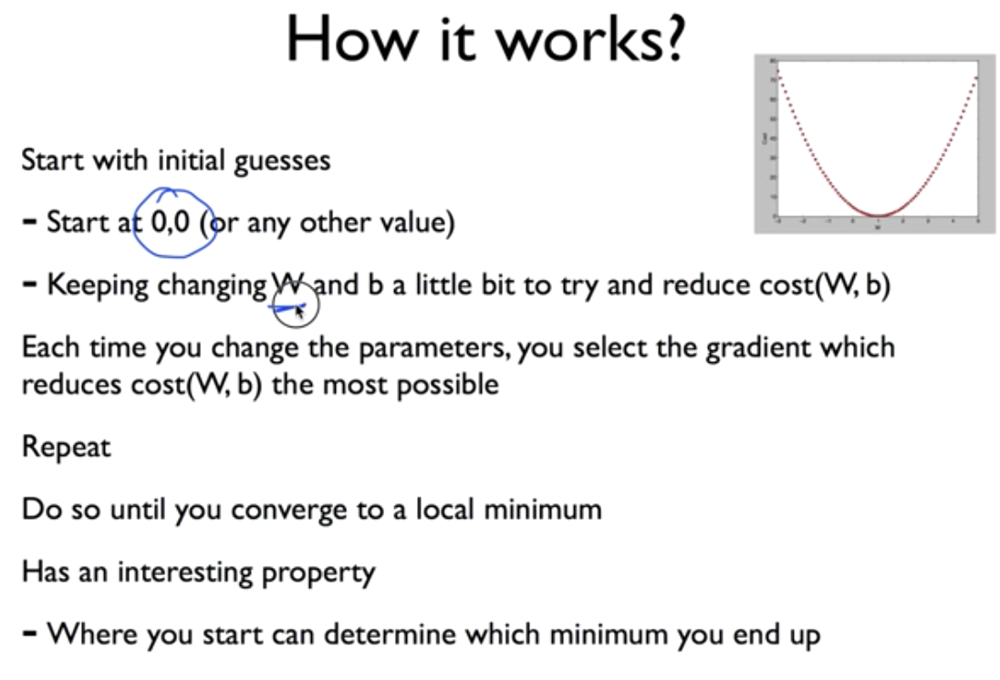 How it works?
Start with initial guesses
- Start at 0,0 (or any other value)
- Keeping changing W and b a little bit to try and reduce cost(W, b)
Each time you change the parameters, you select the gradient which
reduces cost(W, b) the most possible
Repeat
Do so until you converge to a local minimum
Has an interesting property
- Where you start can determine which minimum you end up